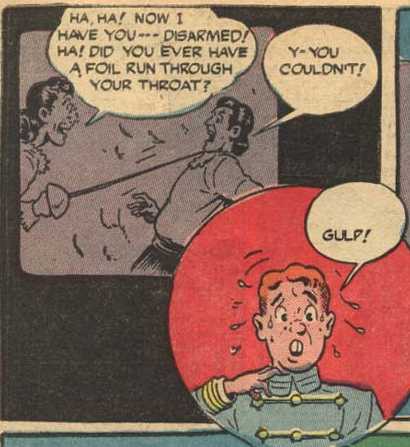 HA, HA! NOW I
HAVE YOU--- DISARMED!
HA! DID YOU EVER HAVE
A FOIL RUN THROUGH
YOUR THROAT?
Y-YOU
COULDN'T!
GULP!